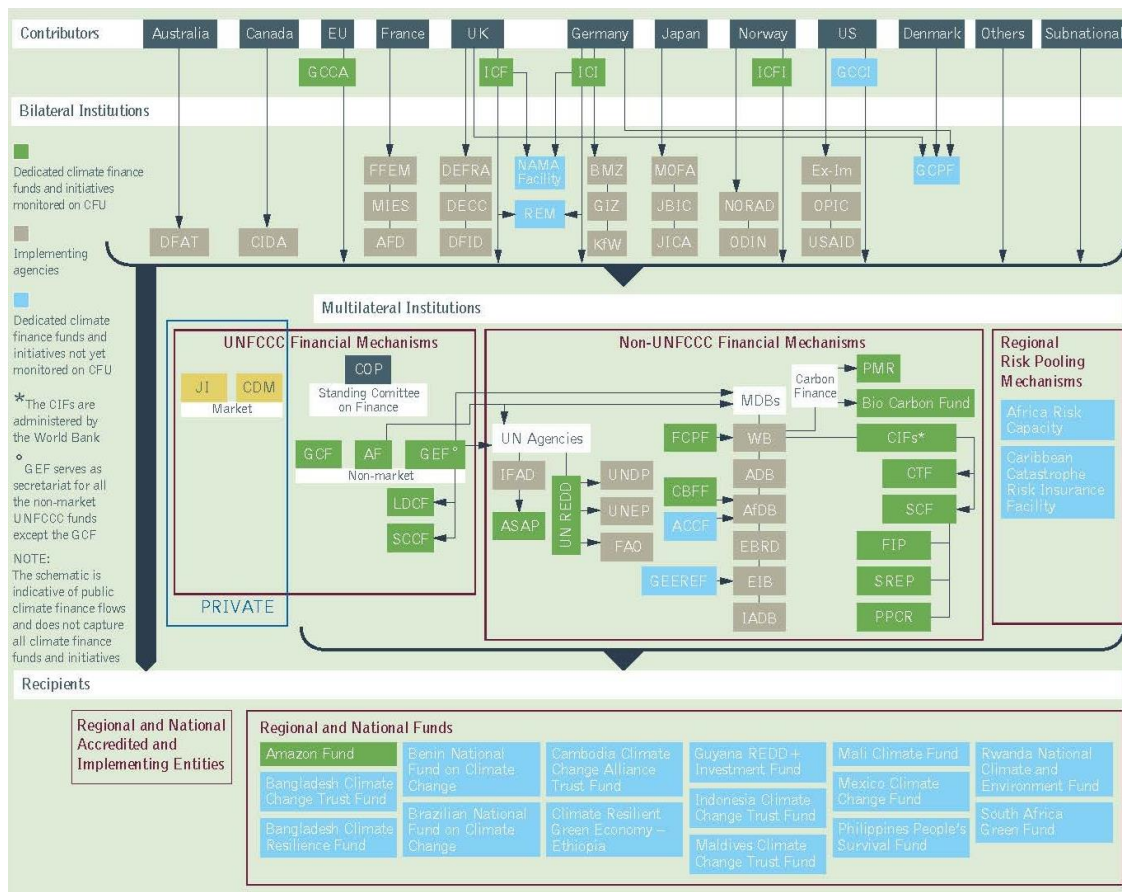 Contributors
Australia
Canada
EU
France
UK
Germany
Japan
Norway
US
Denmark
Others
Subnational
GCCA
ICF
ICI
ICFI
GCCI
Bilateral Institutions
Dedicated climate finance
funds and initiatives
monitored on CFU
Implementing
agencies
Dedicated climate
finance funds and
initiatives not yet
monitored on CFU
*The CIFs are
administered by
the World Bank
° GEF serves as
secretariat for all
the non-market
UNFCCC funds
except the GCF
NOTE:
The schematic is
indicative of public
climate finance flows
and does not capture
all climate finance
funds and initiatives
DFAT
CIDA
FFEM
MIES
AFD
DEFRA
DECC
DFID
NAMA
Facility
REM
BMZ
GIZ
KfW
MOFA
JBIC
JICA
NORAD
ODIN
Ex-Im
OPIC
USAID
GCPF
Multilateral Institutions
UNFCCC Financial Mechanisms
JI
CDM
Market
COP
Standing Comittee
on Finance
GCF
AF
GEF°
Non-market
LDCF
SCCF
PRIVATE
Non-UNFCCC Financial Mechanisms
UN Agencies
IFAD
ASAP
UN REDD
UNDP
UNEP
FAO
MDBs
FCPF
WB
ADB
CBFF
ACCF
AfDB
EBRD
GEEREF
EIB
IADB
Carbon
Finance
PMR
Bio Carbon Fund
CIFs*
CTF
SCF
FIP
SREP
PPCR
Regional
Risk Pooling
Mechanisms
Africa Risk
Capacity
Caribbean
Catastrophe
Risk Insurance
Facility
Recipients
Regional and National
Accredited and
Implementing Entities
Regional and National Funds
Amazon Fund
Bangladesh Climate
Change Trust Fund
Bangladesh Climate
Resilience Fund
Benin National
Fund on Climate
Change
Brazilian National
Fund on Climate
Change
Cambodia Climate
Change Alliance
Trust Fund
Climate Resilient
Green Economy –
Ethiopia
Guyana REDD +
Investment Fund
Indonesia Climate
Change Trust Fund
Maldives Climate
Change Trust Fund
Mali Climate Fund
Mexico Climate
Change Fund
Philippines People's
Survival Fund
Rwanda National
Climate and
Environment Fund
South Africa
Green Fund